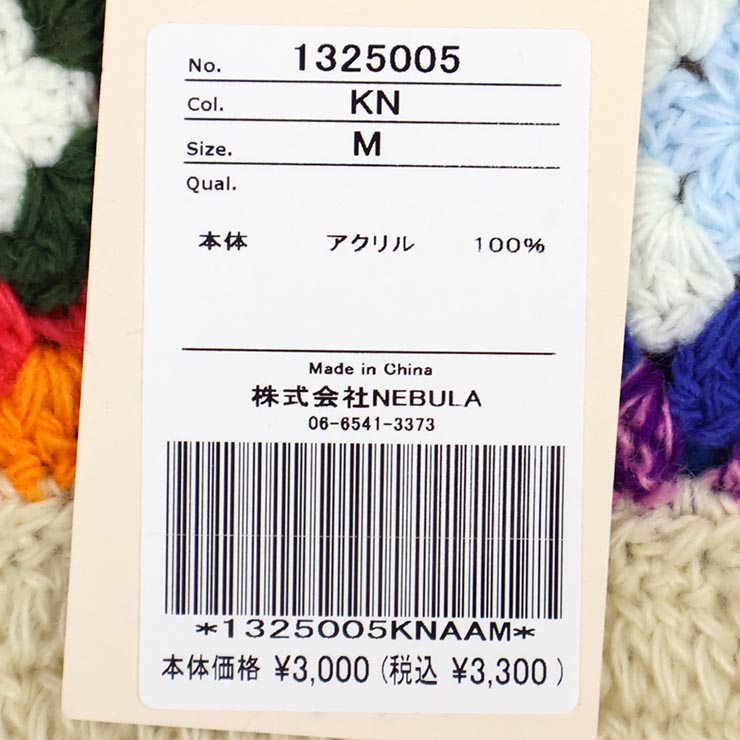 No. 1325005
Col. KN
Size. M
Qual.
本体 アクリル 100%
Made in China
株式会社NEBULA
06-6541-3373
*1325005KNAAM*
本体価格 ¥3,000 (税込 ¥3,300 )